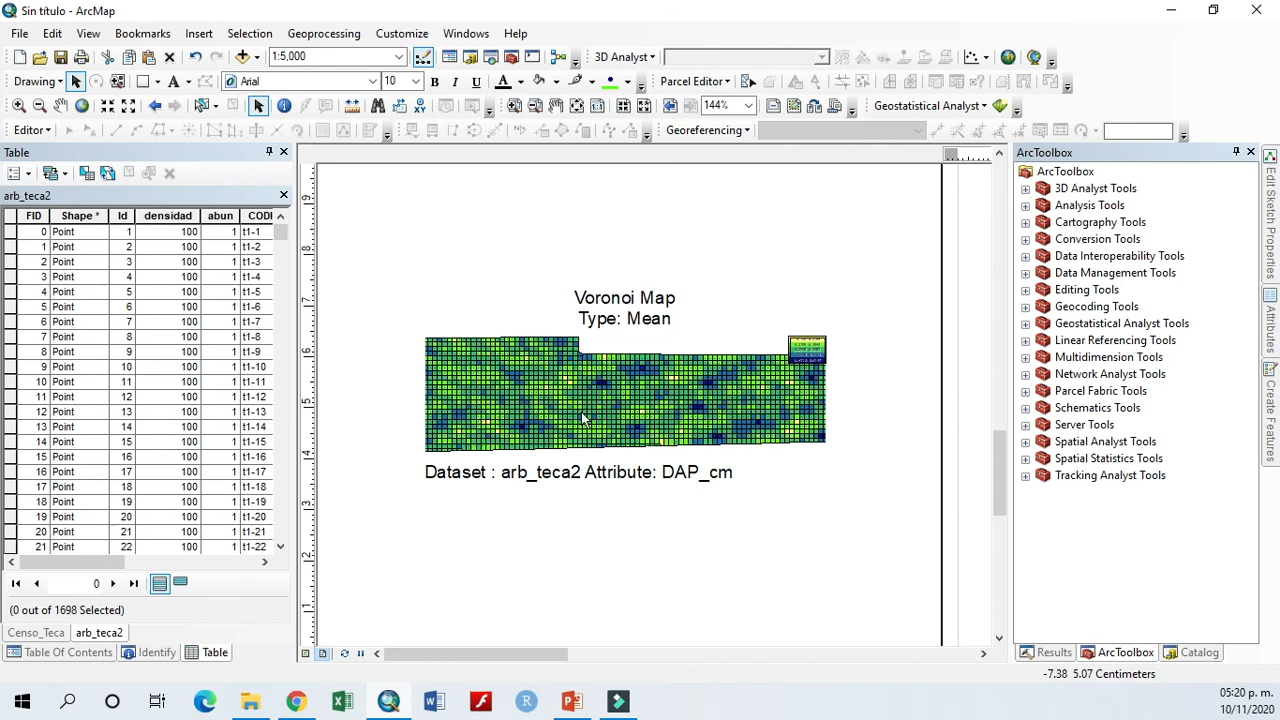 Sin título - ArcMap
File Edit View Bookmarks Insert Selection Geoprocessing Customize Windows Help
1:5,000 3D Analyst
Drawing Arial 10 B I U A Parcel Editor
144% Geostatistical Analyst
Editor Georeferencing
Table
arb_teca2
FID Shape * Id densidad abun CODI
0 Point 1 100 1 t1-1
1 Point 2 100 1 t1-2
2 Point 3 100 1 t1-3
3 Point 4 100 1 t1-4
4 Point 5 100 1 t1-5
5 Point 6 100 1 t1-6
6 Point 7 100 1 t1-7
7 Point 8 100 1 t1-8
8 Point 9 100 1 t1-9
9 Point 10 100 1 t1-10
10 Point 11 100 1 t1-11
11 Point 12 100 1 t1-12
12 Point 13 100 1 t1-13
13 Point 14 100 1 t1-14
14 Point 15 100 1 t1-15
15 Point 16 100 1 t1-16
16 Point 17 100 1 t1-17
17 Point 18 100 1 t1-18
18 Point 19 100 1 t1-19
19 Point 20 100 1 t1-20
20 Point 21 100 1 t1-21
21 Point 22 100 1 t1-22
0
(0 out of 1698 Selected)
Censo_Teca arb_teca2
Table Of Contents Identify Table
Voronoi Map
Type: Mean
Dataset : arb_teca2 Attribute: DAP_cm
ArcToolbox
ArcToolbox
3D Analyst Tools
Analysis Tools
Cartography Tools
Conversion Tools
Data Interoperability Tools
Data Management Tools
Editing Tools
Geocoding Tools
Geostatistical Analyst Tools
Linear Referencing Tools
Multidimension Tools
Network Analyst Tools
Parcel Fabric Tools
Schematics Tools
Server Tools
Spatial Analyst Tools
Spatial Statistics Tools
Tracking Analyst Tools
Results ArcToolbox Catalog
Edit Sketch Properties
Attributes
Create Features
-7.38 5.07 Centimeters
05:20 p. m.
10/11/2020